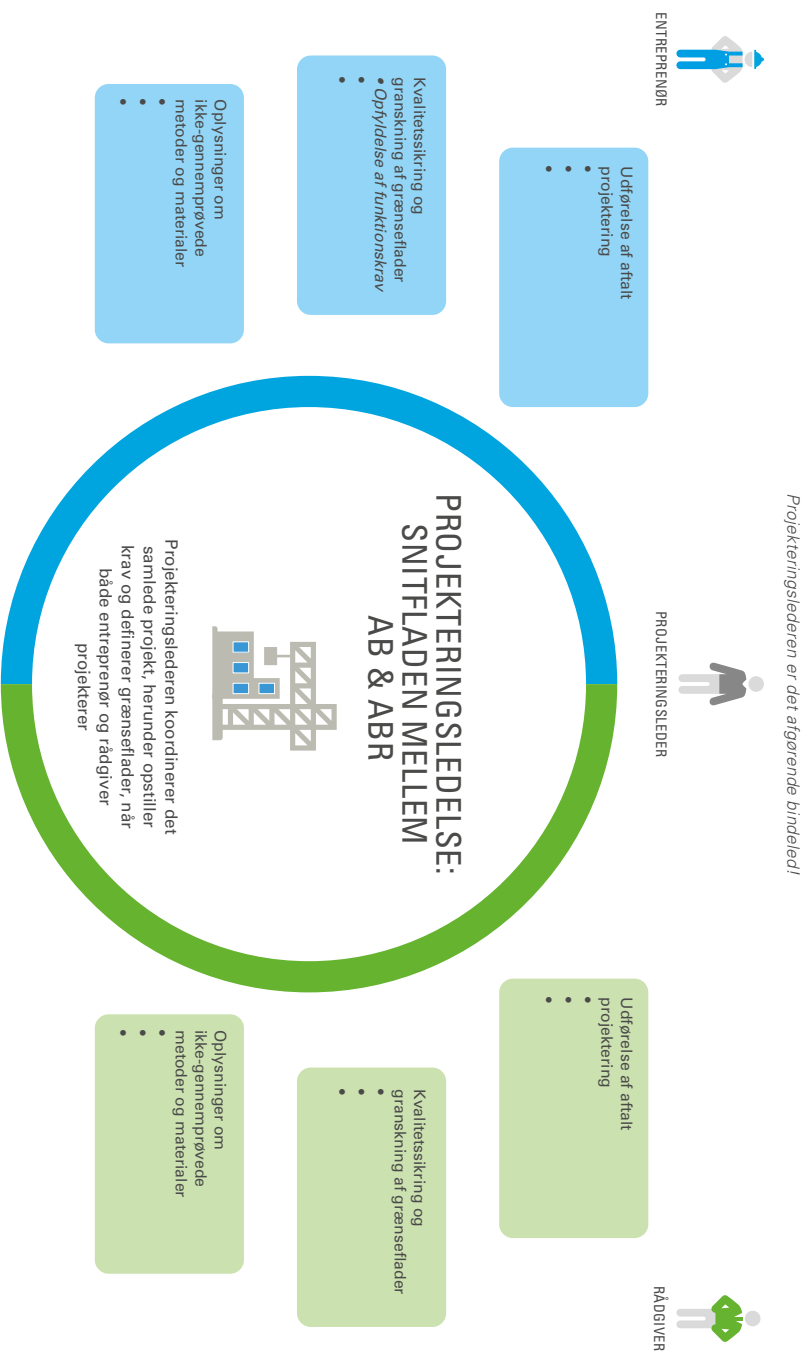 Projekteringslederen er det afgørende bindeled!
ENTREPRENØR
PROJEKTERINGSLEDER
RÅDGIVER
Udførelse af aftalt
projektering
•
•
•
Kvalitetssikring og
granskning af grænseflader
• Opfyldelse af funktionskrav
•
•
Oplysninger om
ikke-gennemprøvede
metoder og materialer
•
•
•
PROJEKTERINGSLEDELSE:
SNITFLADEN MELLEM
AB & ABR
Projekteringslederen koordinerer det
samlede projekt, herunder opstiller
krav og definerer grænseflader, når
både entreprenør og rådgiver
projekterer
Udførelse af aftalt
projektering
•
•
•
Kvalitetssikring og
granskning af grænseflader
•
•
•
Oplysninger om
ikke-gennemprøvede
metoder og materialer
•
•
•